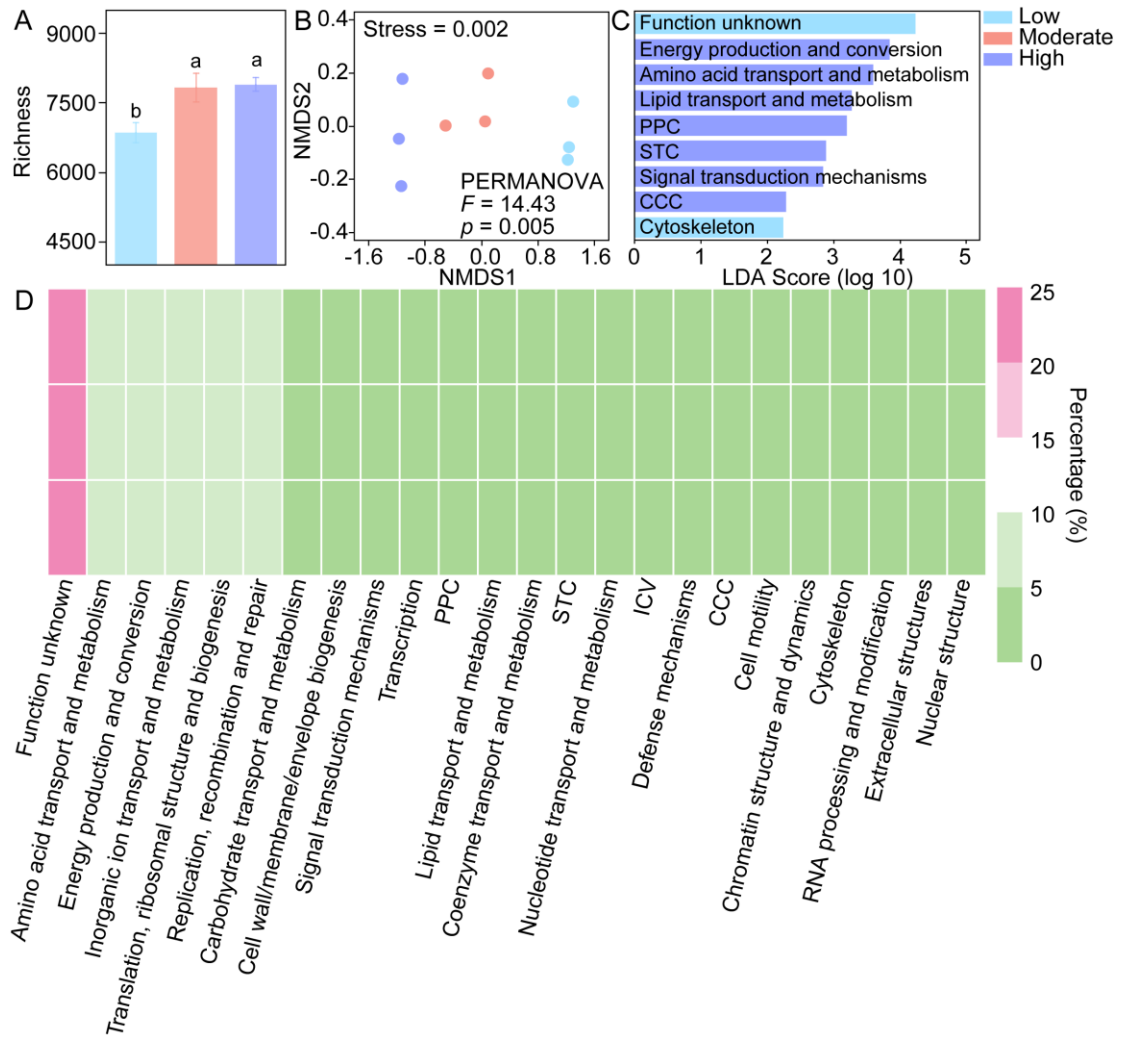 A
9000
7500
6000
4500
Richness
b
a
a
B
0.4
0.2
0.0
-0.2
-0.4
NMDS2
Stress = 0.002
PERMANOVA
F = 14.43
p = 0.005
-1.6
-0.8
0.0
0.8
1.6
NMDS1
C
Function unknown
Energy production and conversion
Amino acid transport and metabolism
Lipid transport and metabolism
PPC
STC
Signal transduction mechanisms
CCC
Cytoskeleton
0
1
2
3
4
5
LDA Score (log 10)
Low
Moderate
High
D
25
20
15
10
5
0
Percentage (%)
Function unknown
Amino acid transport and metabolism
Energy production and conversion
Inorganic ion transport and metabolism
Translation, ribosomal structure and biogenesis
Replication, recombination and repair
Carbohydrate transport and metabolism
Cell wall/membrane/envelope biogenesis
Signal transduction mechanisms
Transcription
PPC
Lipid transport and metabolism
Coenzyme transport and metabolism
STC
Nucleotide transport and metabolism
ICV
Defense mechanisms
CCC
Cell motility
Chromatin structure and dynamics
Cytoskeleton
RNA processing and modification
Extracellular structures
Nuclear structure